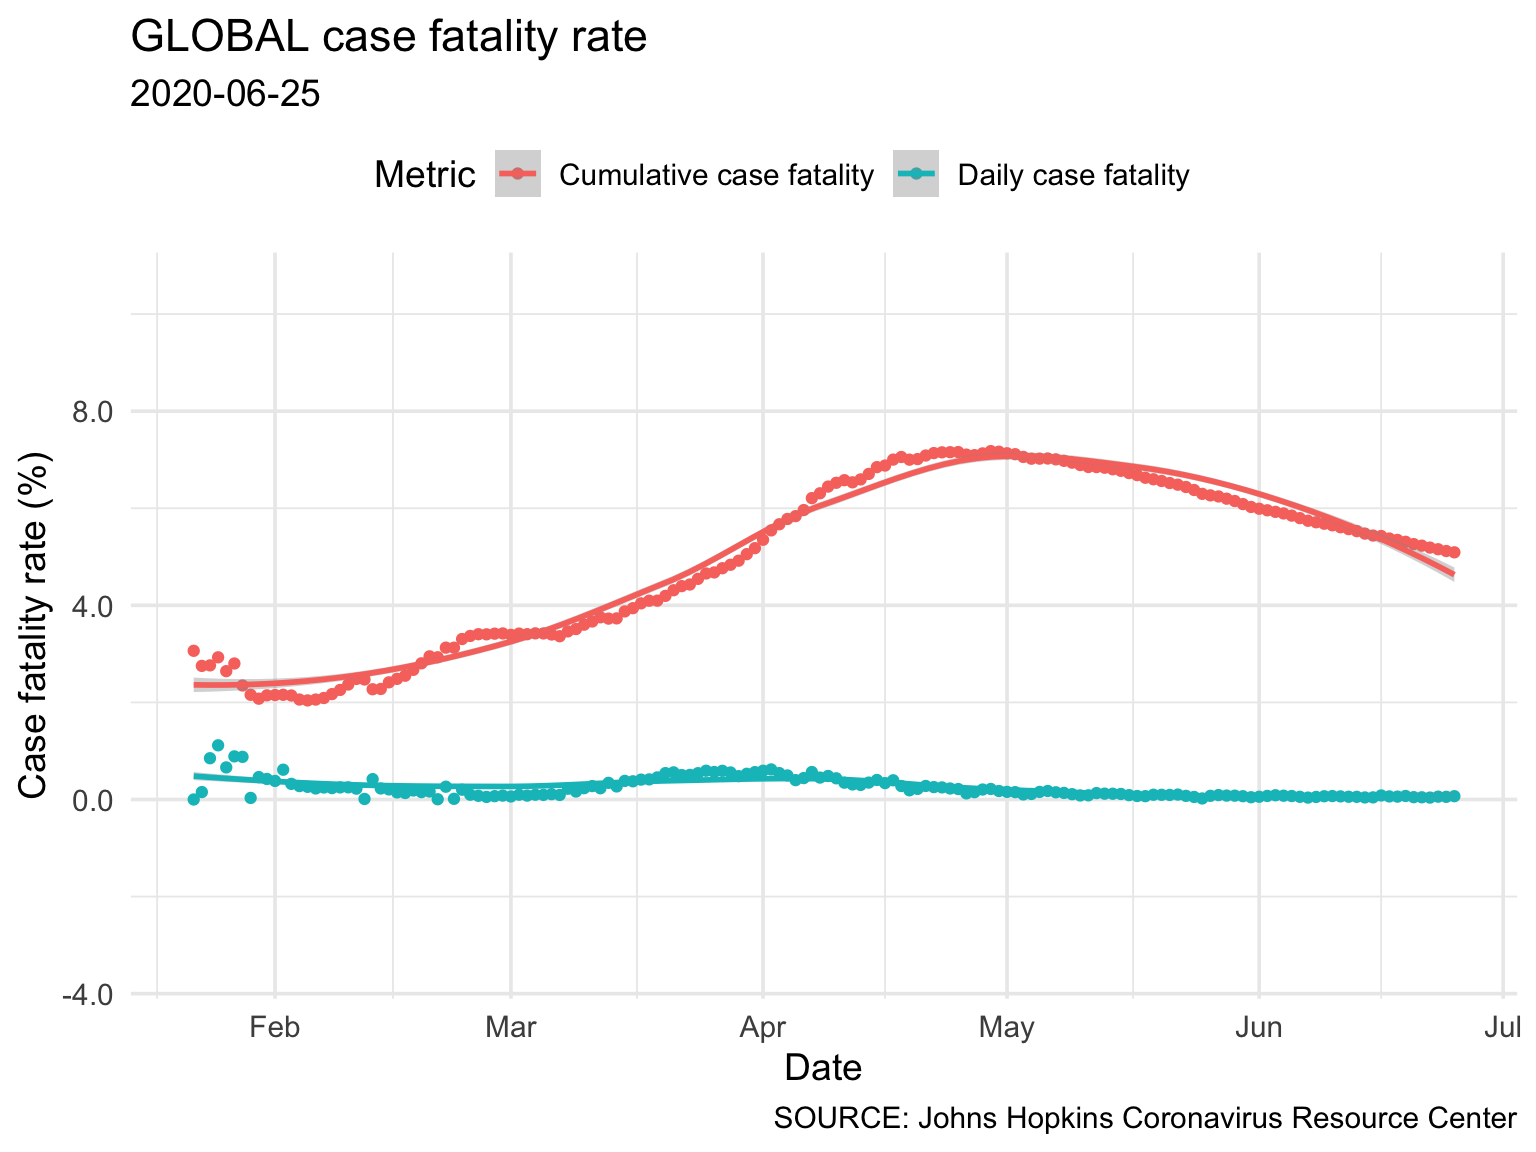 GLOBAL case fatality rate
2020-06-25
Metric Cumulative case fatality Daily case fatality
Case fatality rate (%)
8.0
4.0
0.0
-4.0
Feb Mar Apr May Jun Jul
Date
SOURCE: Johns Hopkins Coronavirus Resource Center